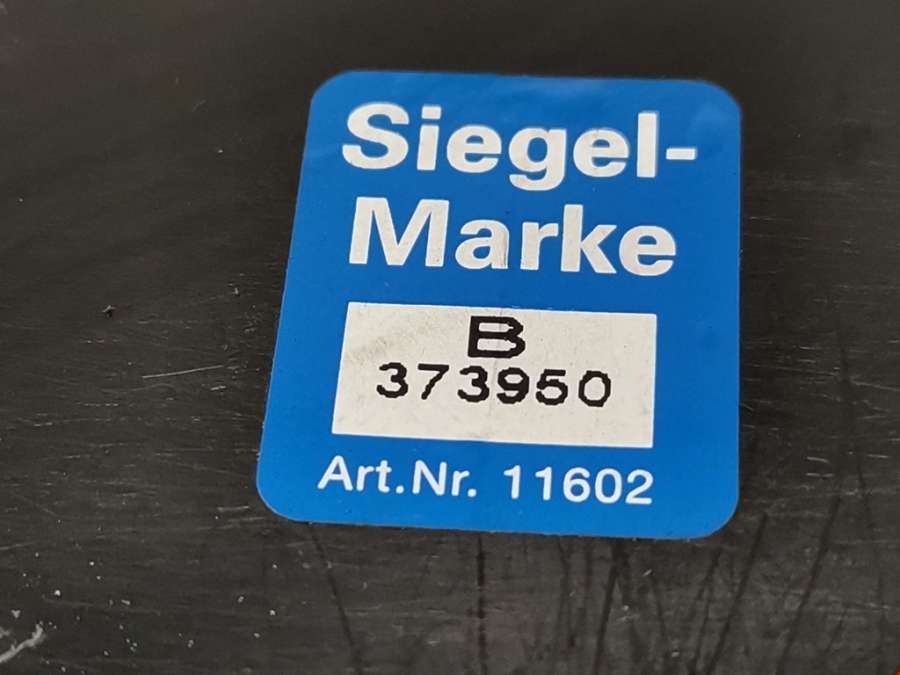 Siegel-
Marke
B
373950
Art.Nr. 11602